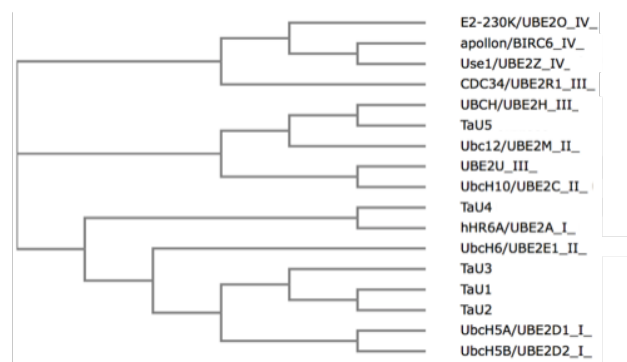 E2-230K/UBE2O_IV_
apollon/BIRC6_IV_
Use1/UBE2Z_IV_
CDC34/UBE2R1_III_
UBCH/UBE2H_III_
TaU5
Ubc12/UBE2M_II_
UBE2U_III_
UbcH10/UBE2C_II_
TaU4
hHR6A/UBE2A_I_
UbcH6/UBE2E1_II_
TaU3
TaU1
TaU2
UbcH5A/UBE2D1_I_
UbcH5B/UBE2D2_I_